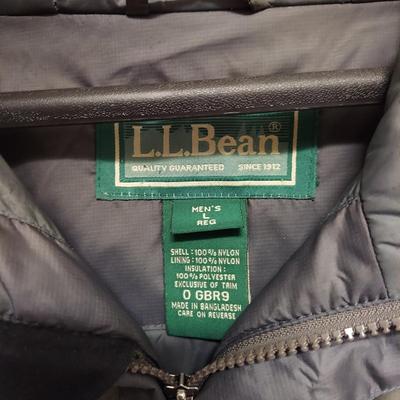 L.L.Bean®
QUALITY GUARANTEED SINCE 1912
MEN'S
L
REG
SHELL: 100% NYLON
LINING: 100% NYLON
INSULATION:
100% POLYESTER
EXCLUSIVE OF TRIM
0 GBR9
MADE IN BANGLADESH
CARE ON REVERSE